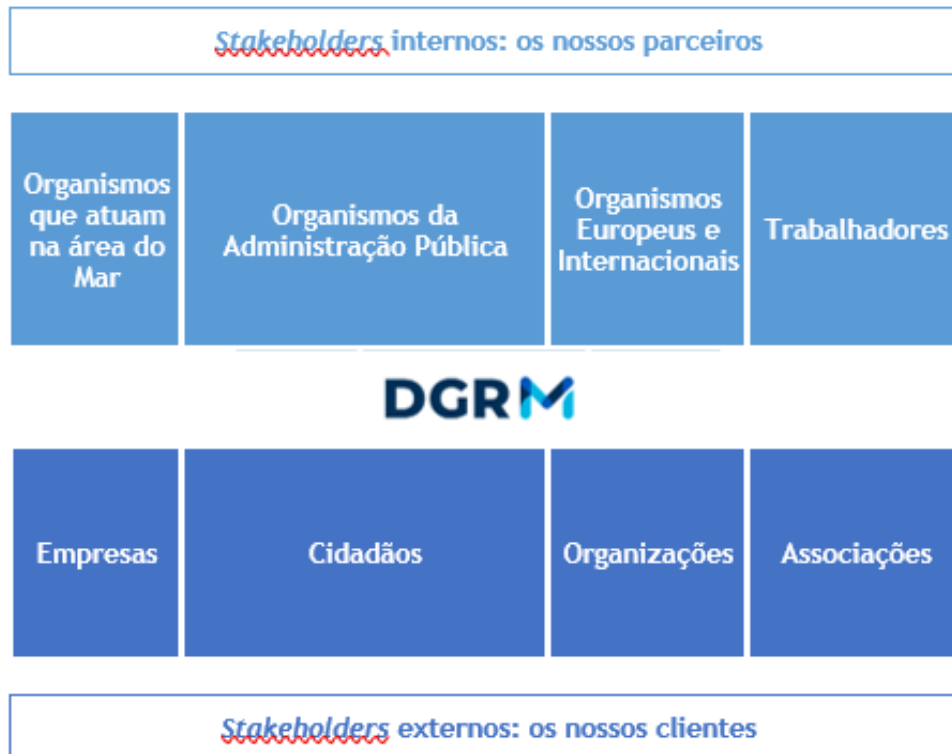 Stakeholders internos: os nossos parceiros
Organismos
que atuam
na área do
Mar
Organismos da
Administração Pública
Organismos
Europeus e
Internacionais
Trabalhadores
DGRM
Empresas
Cidadãos
Organizações
Associações
Stakeholders externos: os nossos clientes